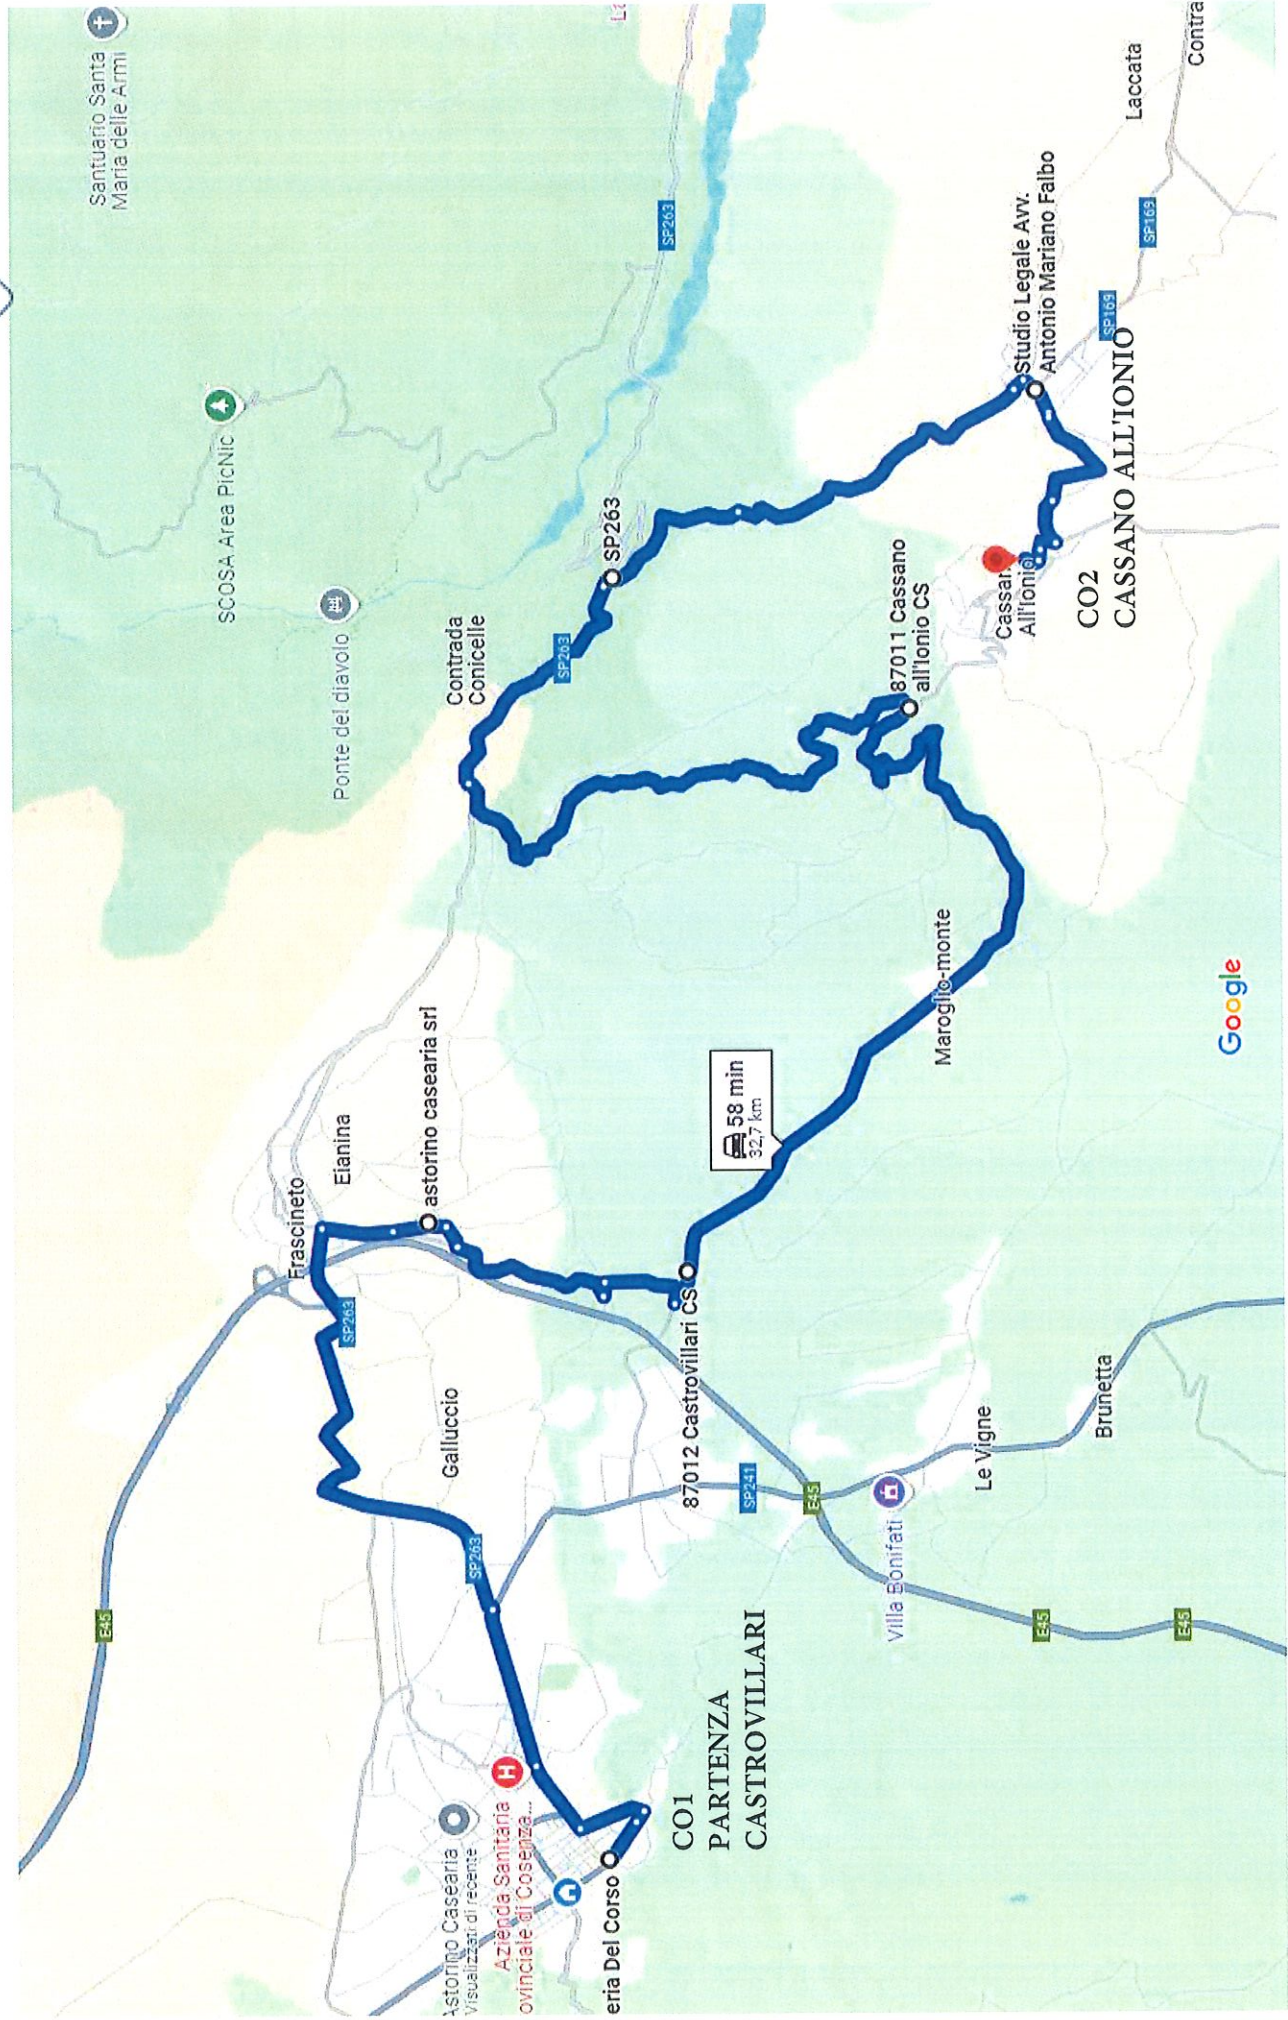 Santuario Santa
Maria delle Armi
SCOSA Area PicNic
Ponte del diavolo
Contrada
Conicelle
SP263
SP263
SP263
Laccata
Contra
SP169
SP169
Studio Legale Avv.
Antonio Mariano Falbo
87011 Cassano
all'Ionio CS
Cassan
All'Ionio
CO2
CASSANO ALL'IONIO
Frascineto
Eianina
astorino casearia srl
SP263
Galluccio
SP263
58 min
32,7 km
Maroglio-monte
87012 Castrovillari CS
SP241
E45
E45
E45
E45
Villa Bonifati
Le Vigne
Brunetta
Astorino Casearia
Visualizzati di recente
H
Azienda Sanitaria
ovinciale di Cosenza...
eria Del Corso
CO1
PARTENZA
CASTROVILLARI
Google